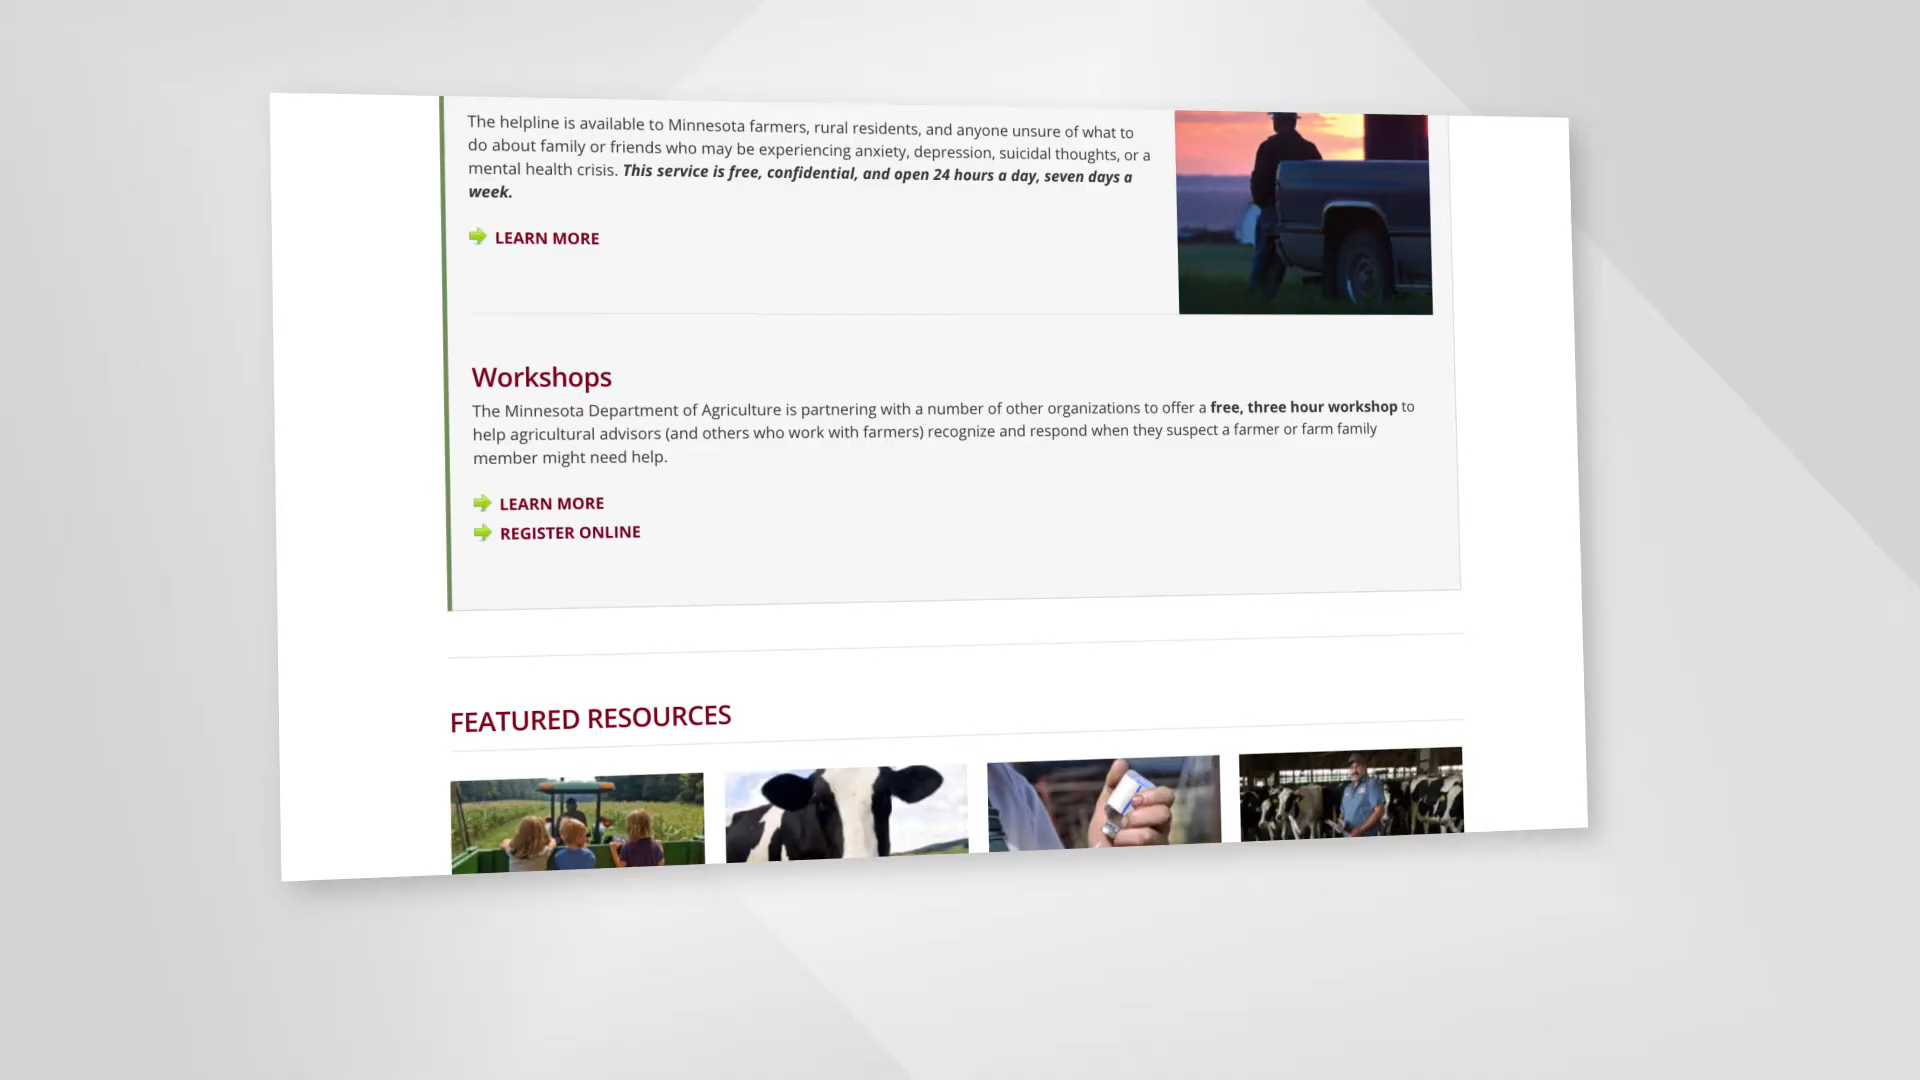 The helpline is available to Minnesota farmers, rural residents, and anyone unsure of what to
do about family or friends who may be experiencing anxiety, depression, suicidal thoughts, or a
mental health crisis. This service is free, confidential, and open 24 hours a day, seven days a
week.
LEARN MORE
Workshops
The Minnesota Department of Agriculture is partnering with a number of other organizations to offer a free, three hour workshop to
help agricultural advisors (and others who work with farmers) recognize and respond when they suspect a farmer or farm family
member might need help.
LEARN MORE
REGISTER ONLINE
FEATURED RESOURCES